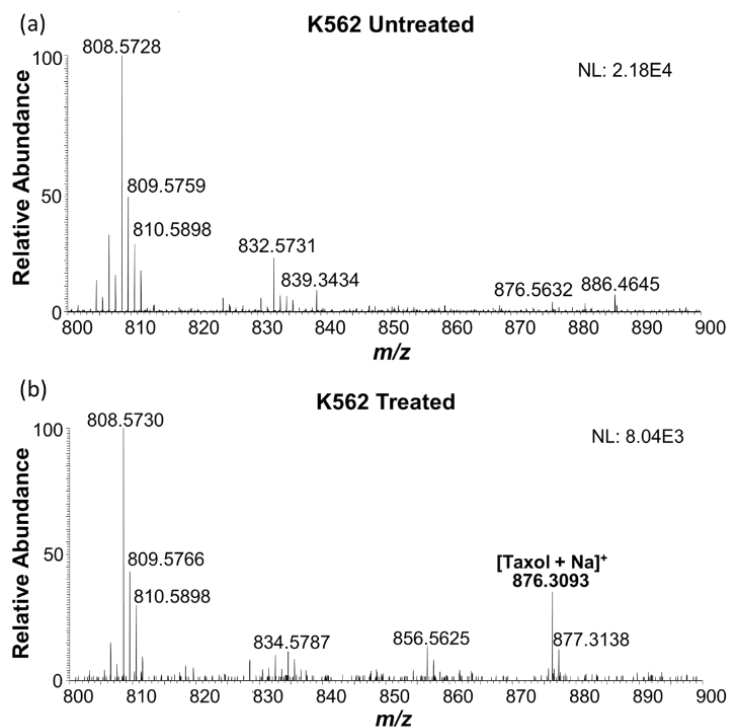 (a)
K562 Untreated
NL: 2.18E4
Relative Abundance
100
50
0
808.5728
809.5759
810.5898
832.5731
839.3434
876.5632
886.4645
800 810 820 830 840 850 860 870 880 890 900
m/z
(b)
K562 Treated
NL: 8.04E3
Relative Abundance
100
50
0
808.5730
809.5766
810.5898
834.5787
856.5625
[Taxol + Na]⁺
876.3093
877.3138
800 810 820 830 840 850 860 870 880 890 900
m/z